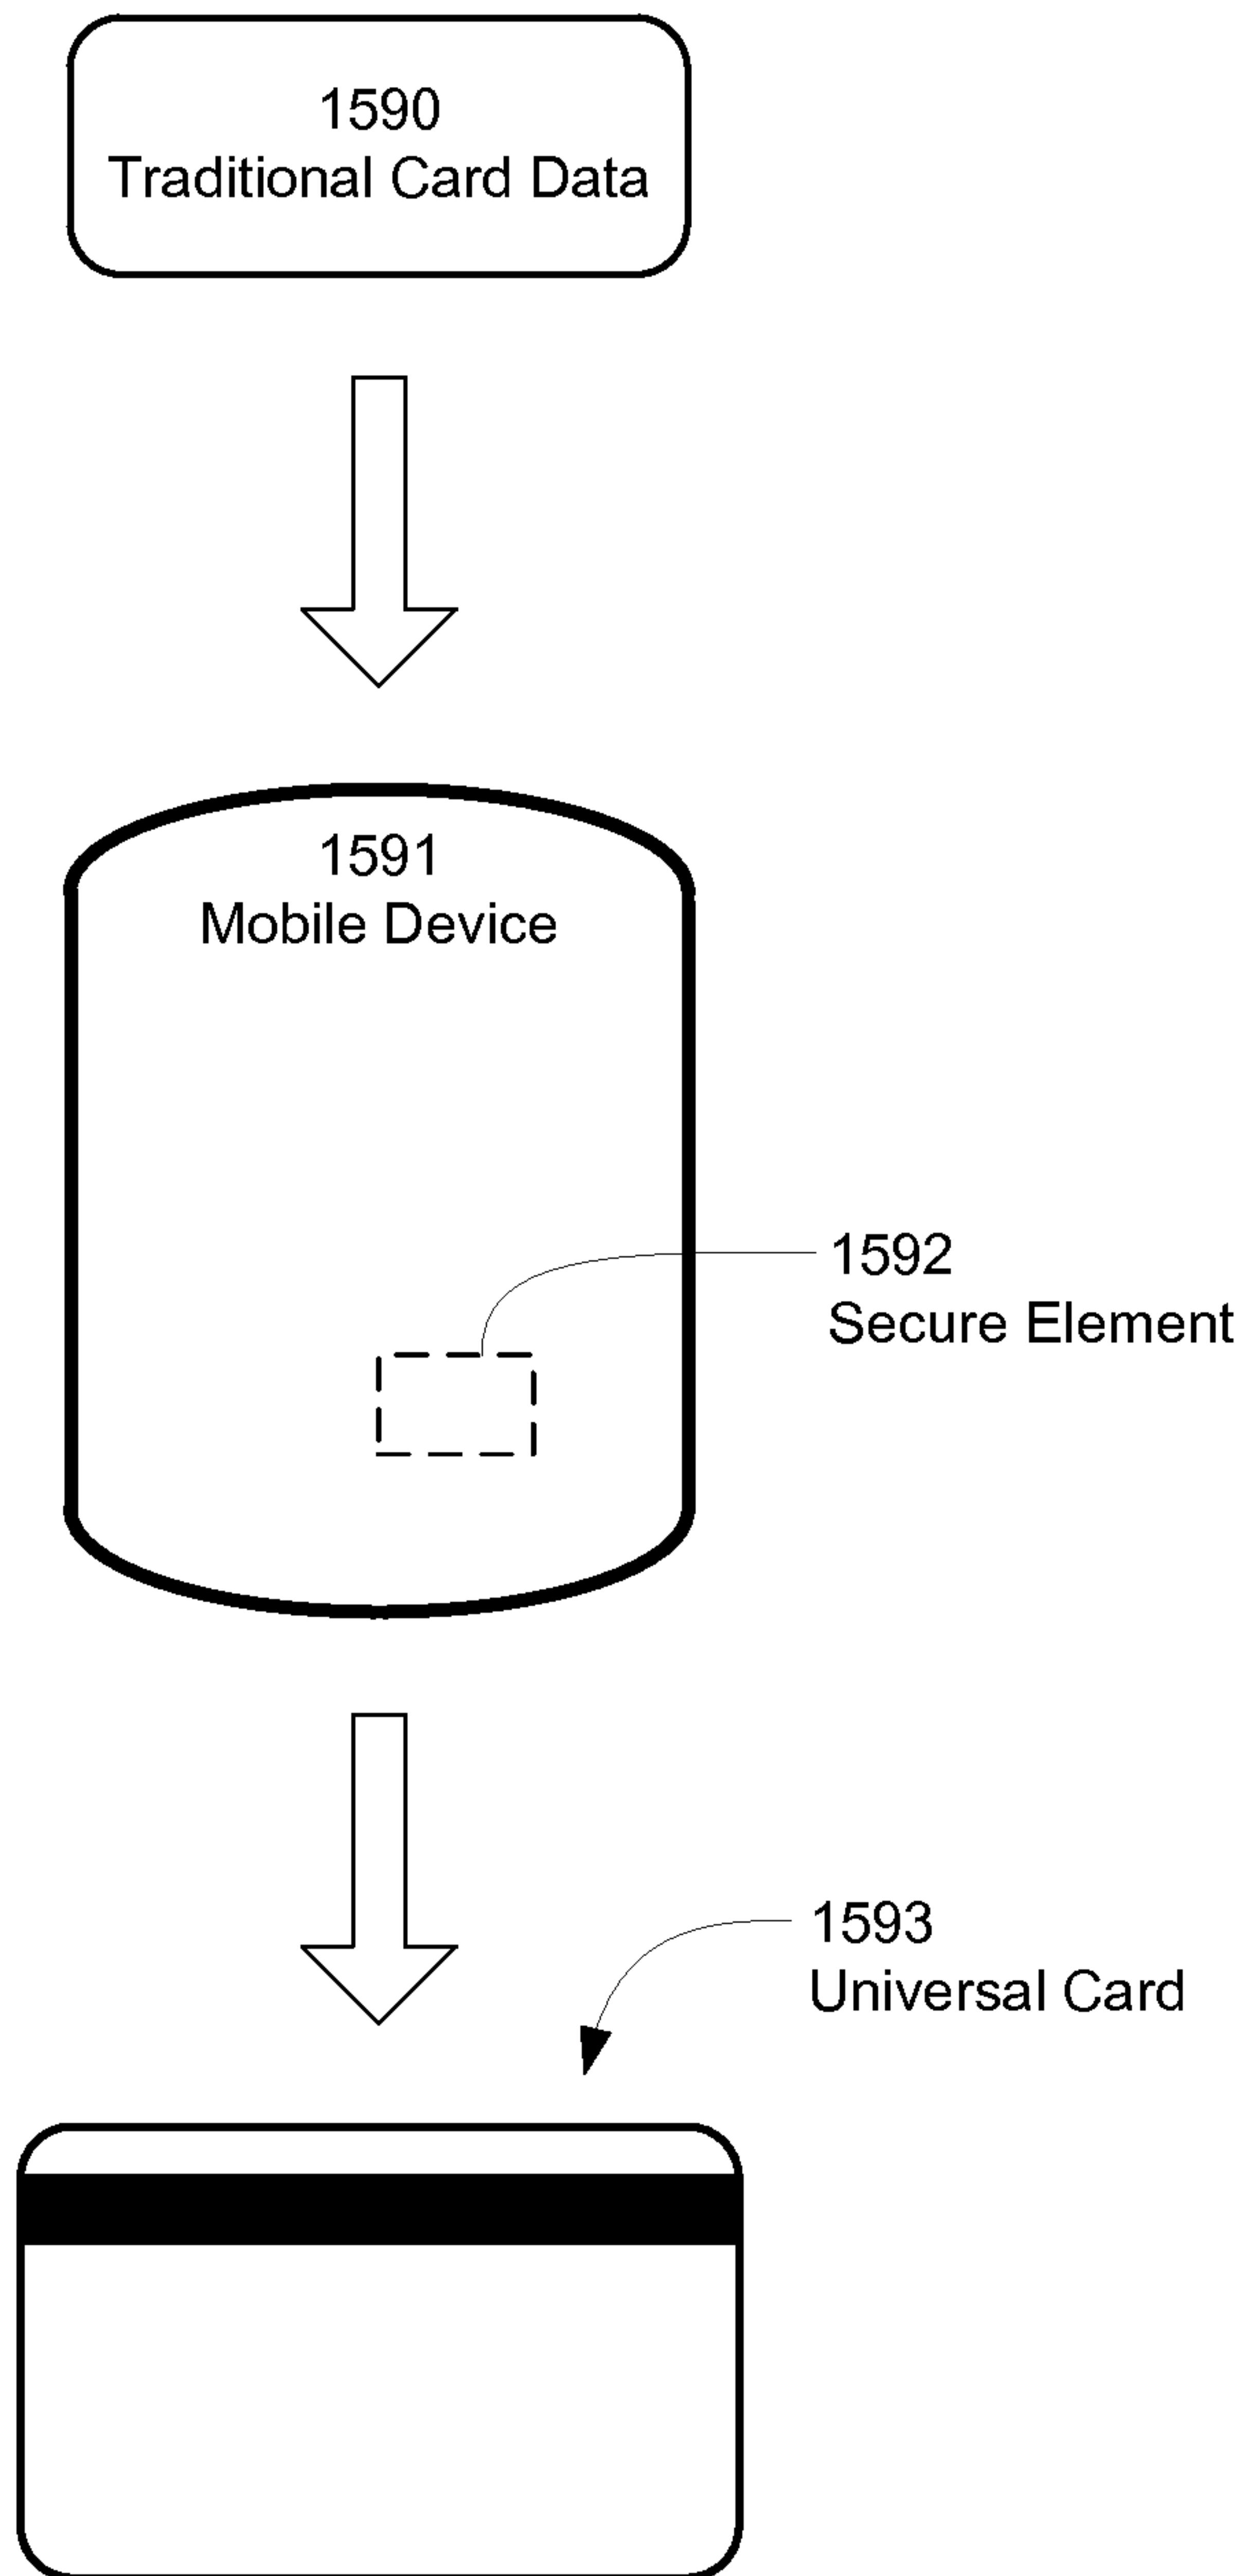 1590
Traditional Card Data
1591
Mobile Device
1592
Secure Element
1593
Universal Card